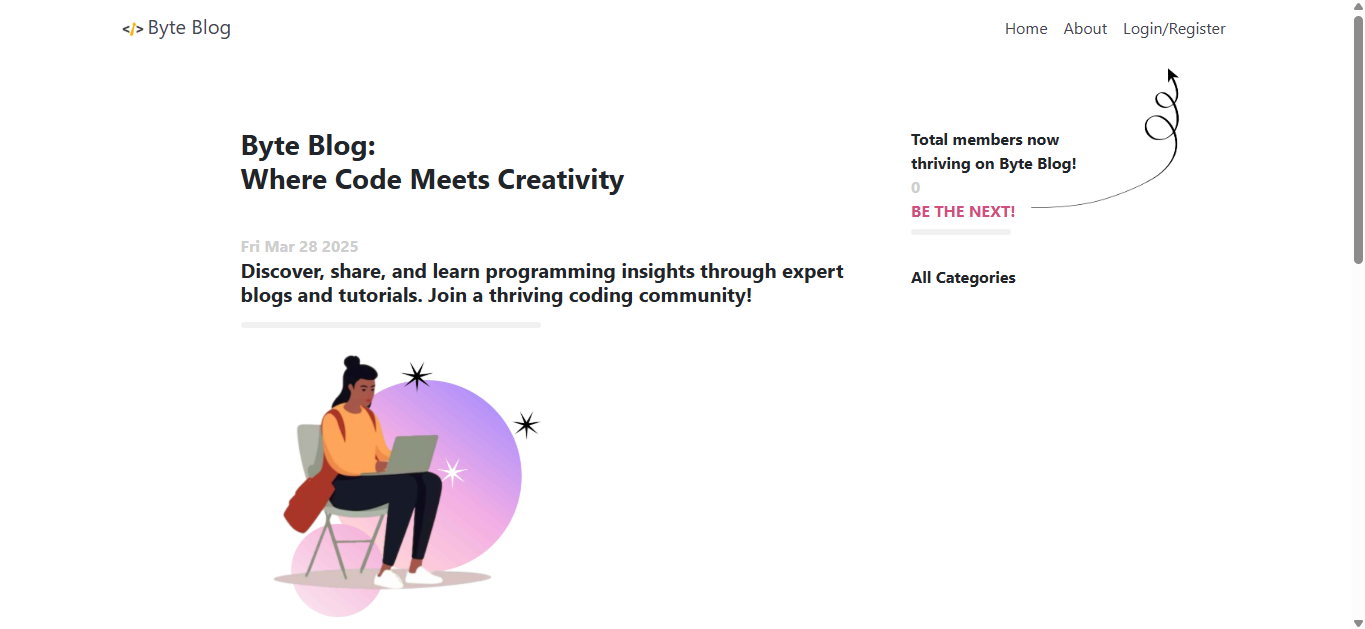 </> Byte Blog
Home About Login/Register
Byte Blog:
Where Code Meets Creativity
Fri Mar 28 2025
Discover, share, and learn programming insights through expert
blogs and tutorials. Join a thriving coding community!
Total members now
thriving on Byte Blog!
0
BE THE NEXT!
All Categories